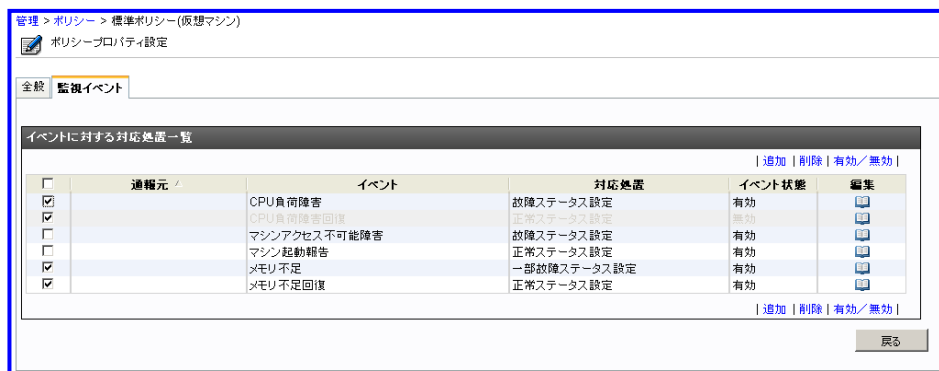 管理 > ポリシー > 標準ポリシー(仮想マシン)
ポリシープロパティ設定
全般 監視イベント
イベントに対する対応処置一覧
| 追加 | 削除 | 有効／無効 |
通報元 イベント 対応処置 イベント状態 編集
CPU負荷障害 故障ステータス設定 有効
CPU負荷障害回復 正常ステータス設定 無効
マシンアクセス不可能障害 故障ステータス設定 有効
マシン起動報告 正常ステータス設定 有効
メモリ不足 一部故障ステータス設定 有効
メモリ不足回復 正常ステータス設定 有効
| 追加 | 削除 | 有効／無効 |
戻る